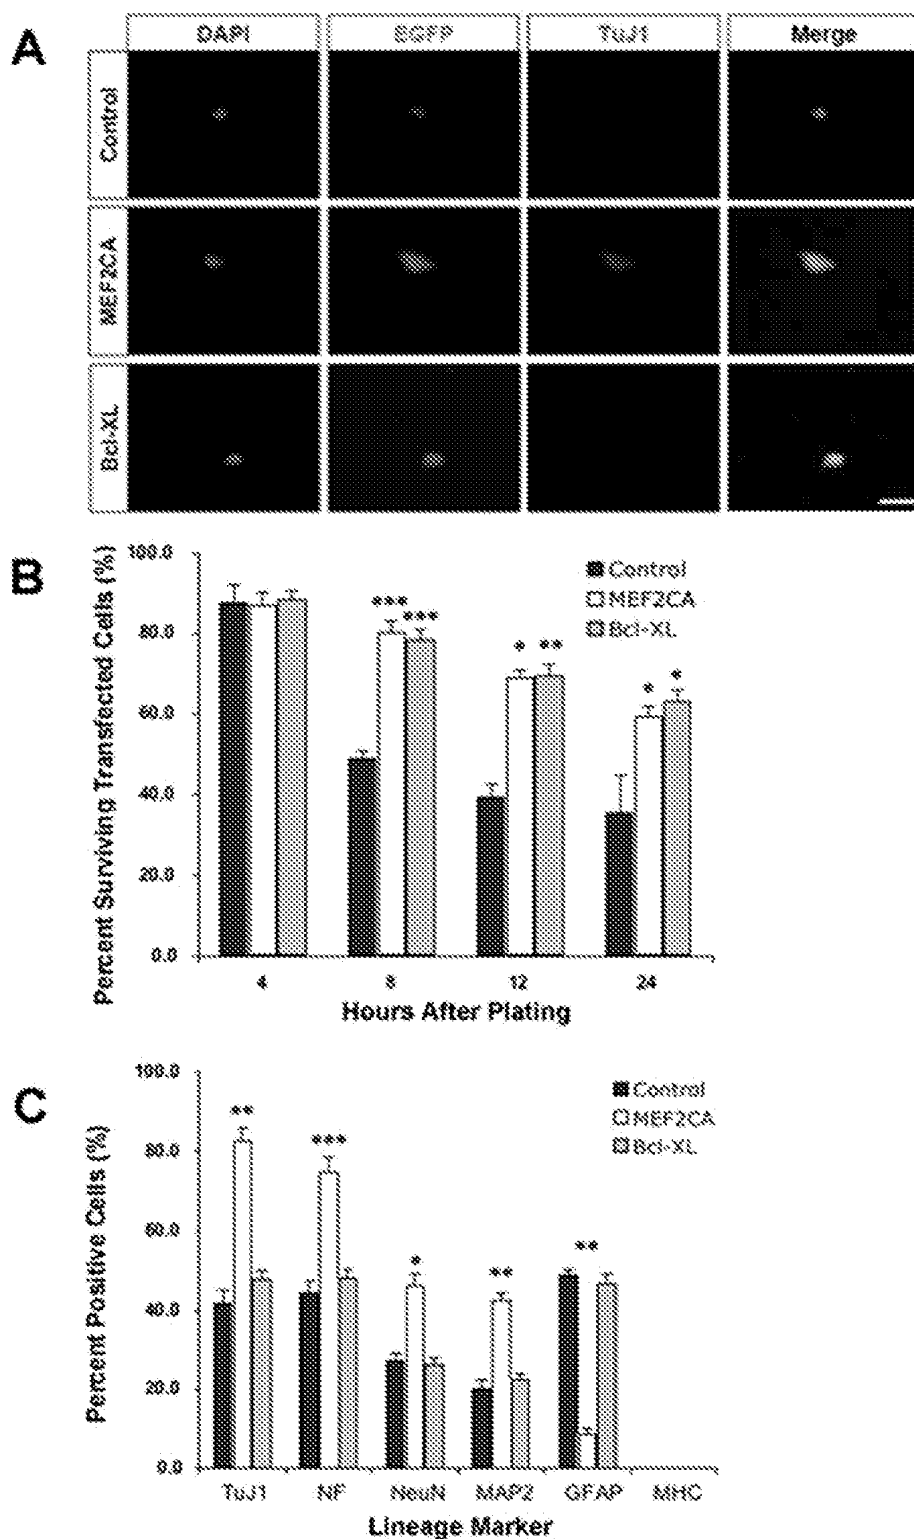 A
DAPI EGFP TuJ1 Merge
Control
MEF2CA
Bcl-XL
B
Percent Surviving Transfected Cells (%)
100.0
80.0
60.0
40.0
20.0
0.0
Control
MEF2CA
Bcl-XL
*** ***
* **
* *
4 8 12 24
Hours After Plating
C
Percent Positive Cells (%)
100.0
80.0
60.0
40.0
20.0
0.0
Control
MEF2CA
Bcl-XL
** *** * ** **
TuJ1 NF NeuN MAP2 GFAP MHC
Lineage Marker